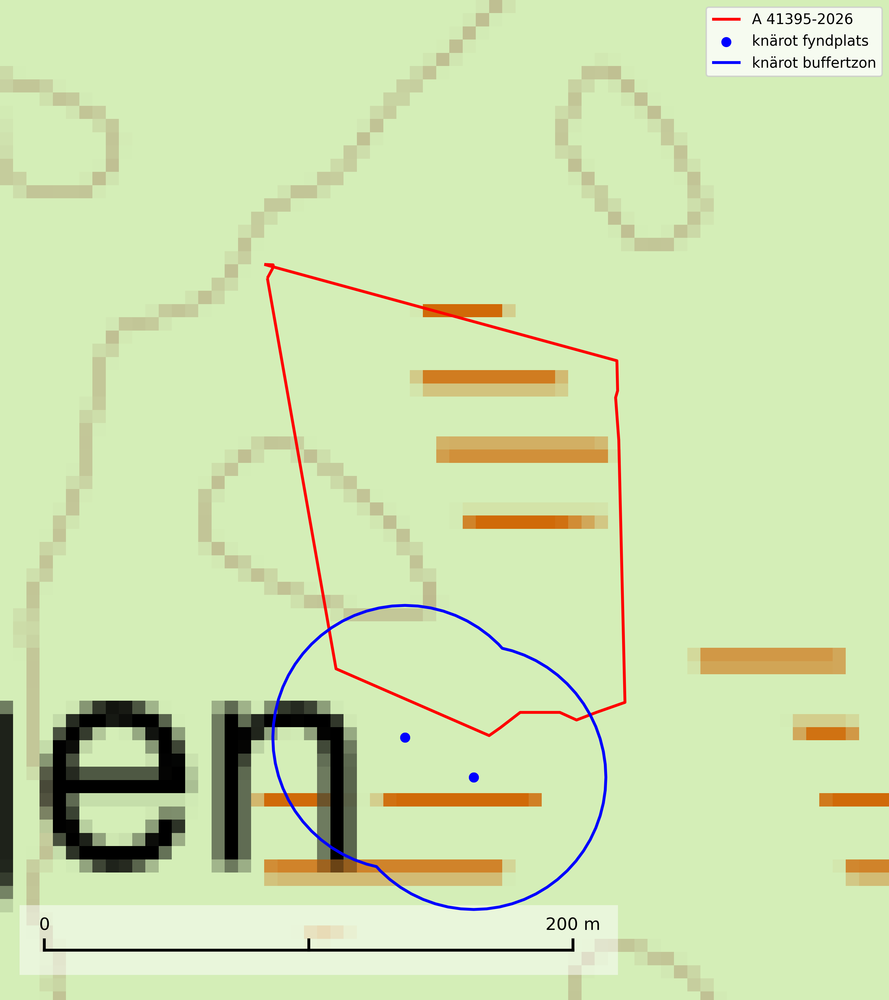 A 41395-2026
knärot fyndplats
knärot buffertzon
en
0
200 m